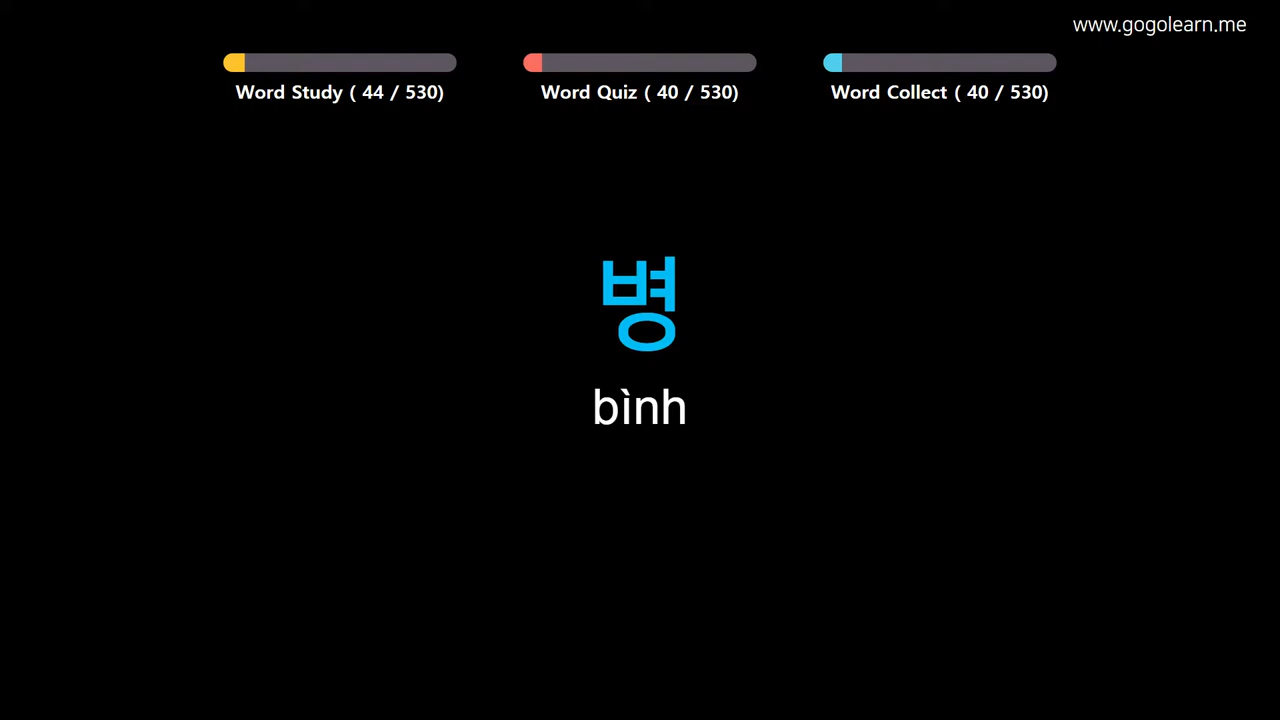 www.gogolearn.me
Word Study ( 44 / 530)
Word Quiz ( 40 / 530)
Word Collect ( 40 / 530)
병
bình